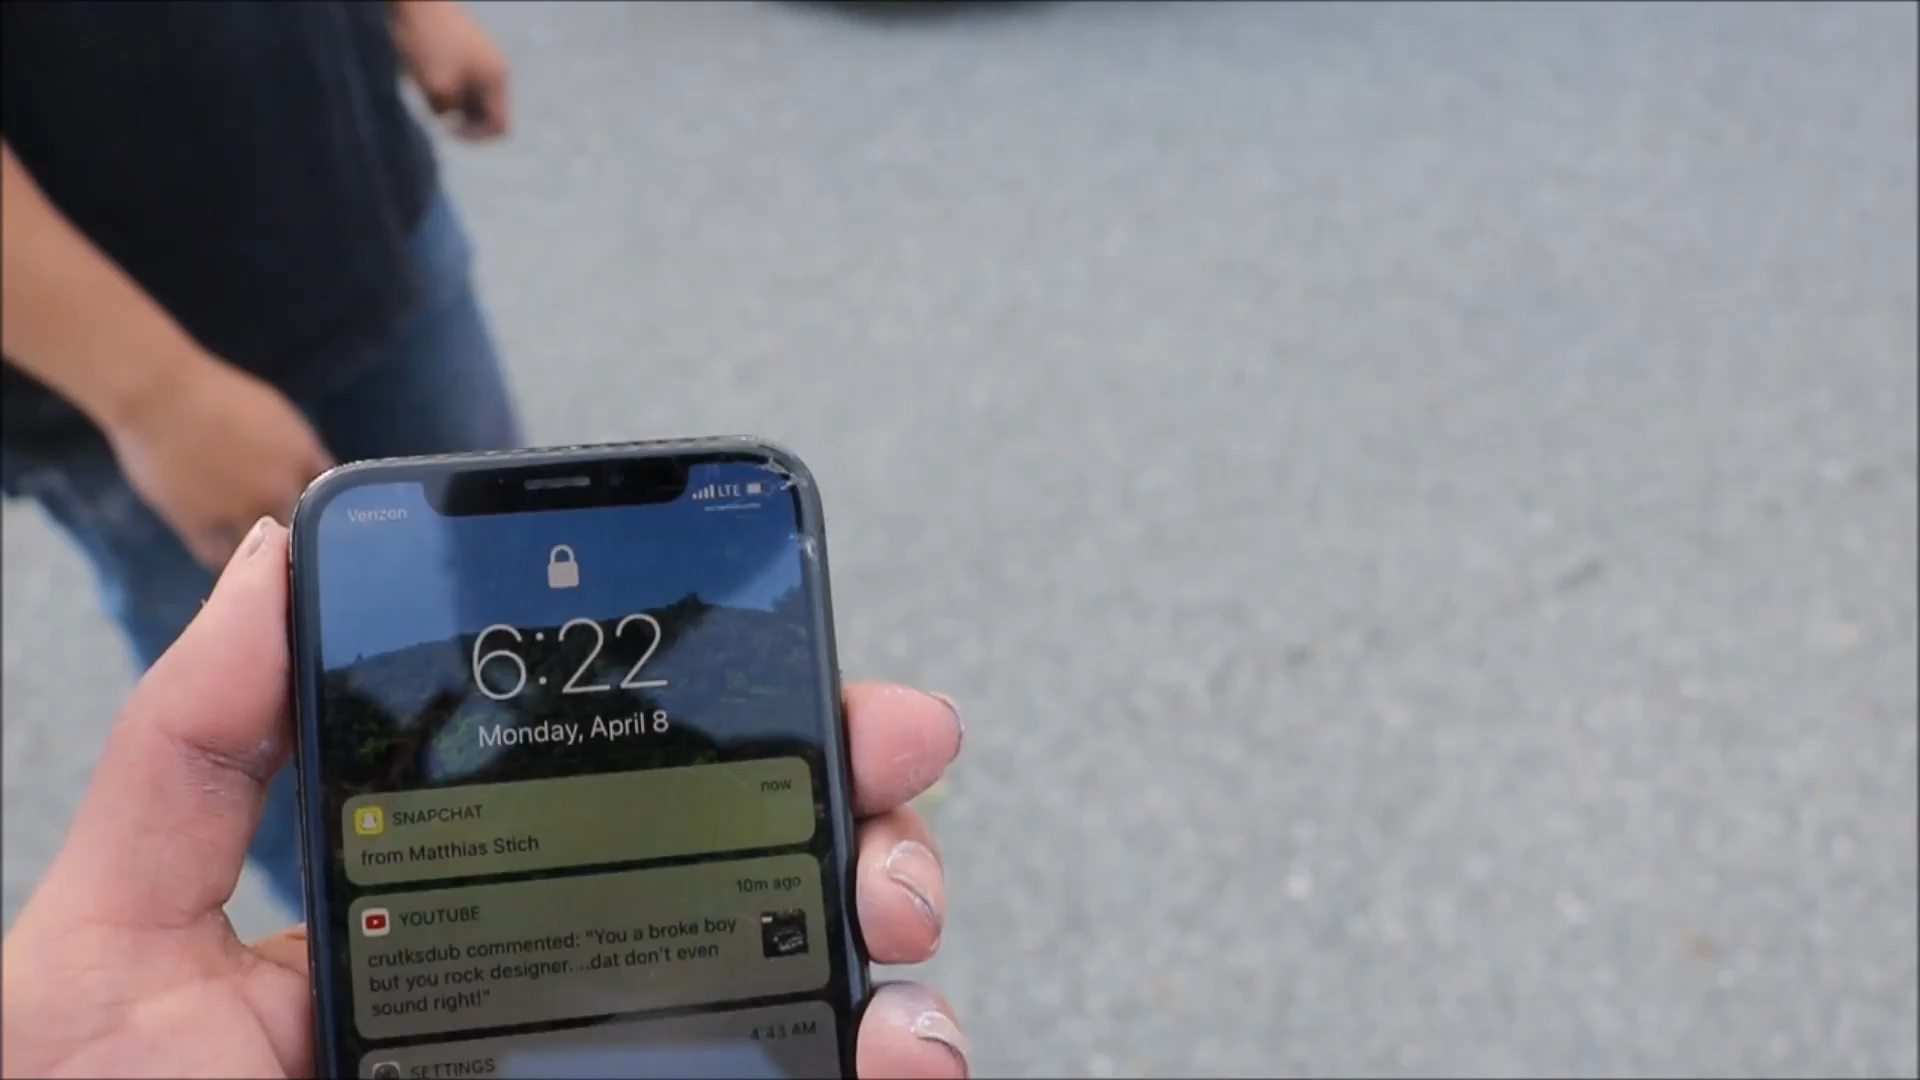 Verizon
LTE
6:22
Monday, April 8
SNAPCHAT
now
from Matthias Stich
YOUTUBE
10m ago
crutksdub commented: "You a broke boy
but you rock designer....dat don't even
sound right!"
SETTINGS
4:43 AM